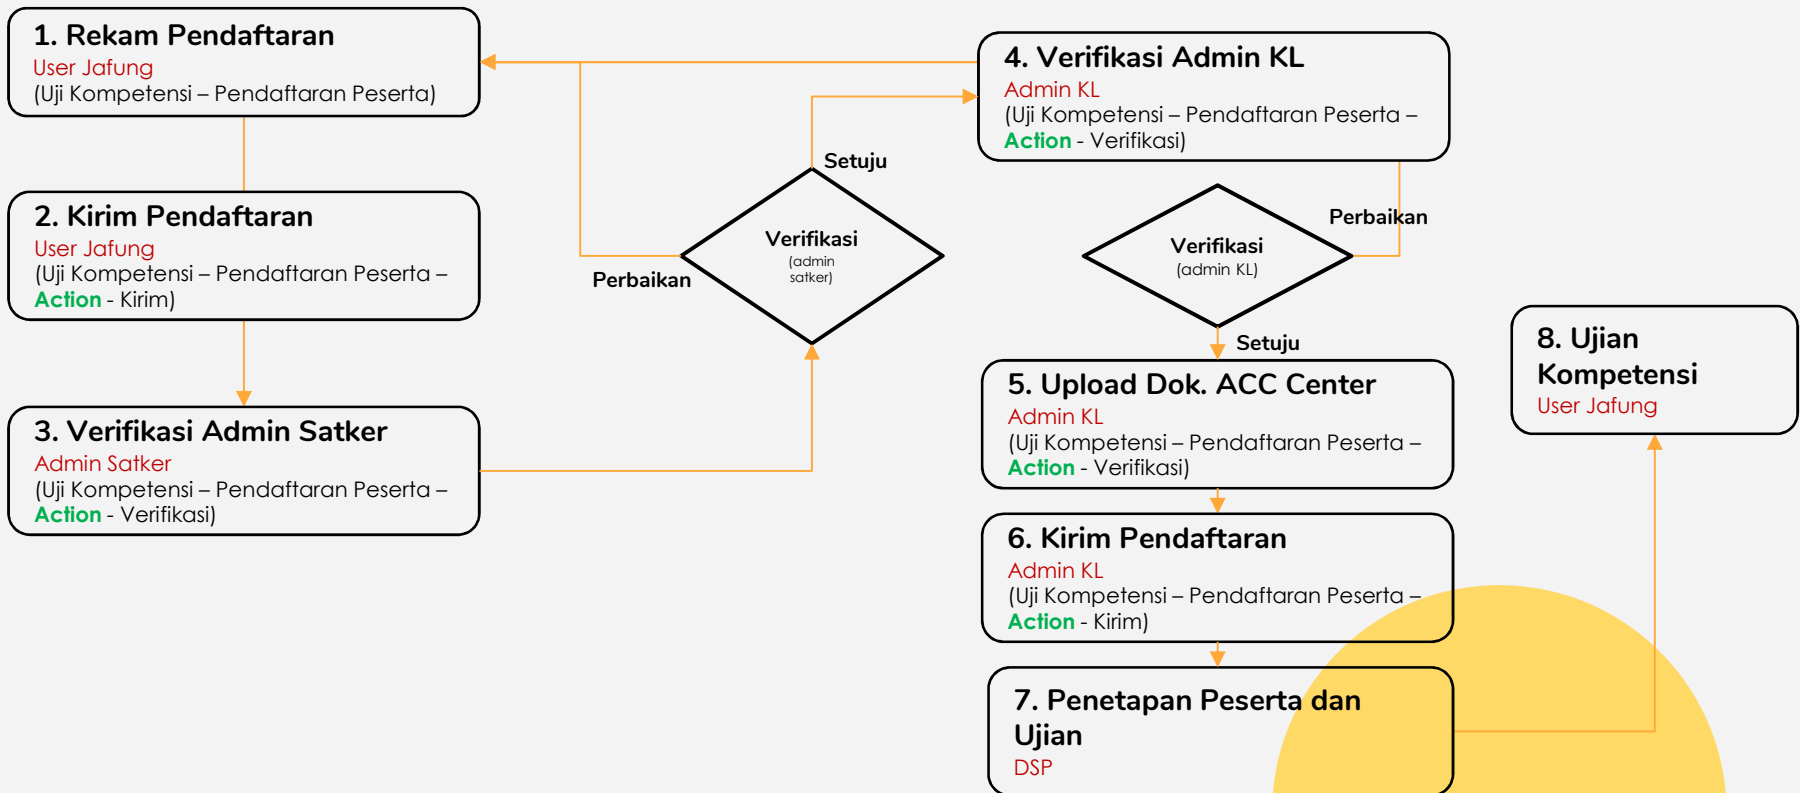 1. Rekam Pendaftaran
User Jafung
(Uji Kompetensi – Pendaftaran Peserta)
2. Kirim Pendaftaran
User Jafung
(Uji Kompetensi – Pendaftaran Peserta –
Action - Kirim)
3. Verifikasi Admin Satker
Admin Satker
(Uji Kompetensi – Pendaftaran Peserta –
Action - Verifikasi)
Setuju
Verifikasi
(admin
satker)
Perbaikan
4. Verifikasi Admin KL
Admin KL
(Uji Kompetensi – Pendaftaran Peserta –
Action - Verifikasi)
Perbaikan
Verifikasi
(admin KL)
Setuju
5. Upload Dok. ACC Center
Admin KL
(Uji Kompetensi – Pendaftaran Peserta –
Action - Verifikasi)
6. Kirim Pendaftaran
Admin KL
(Uji Kompetensi – Pendaftaran Peserta –
Action - Kirim)
7. Penetapan Peserta dan
Ujian
DSP
8. Ujian
Kompetensi
User Jafung